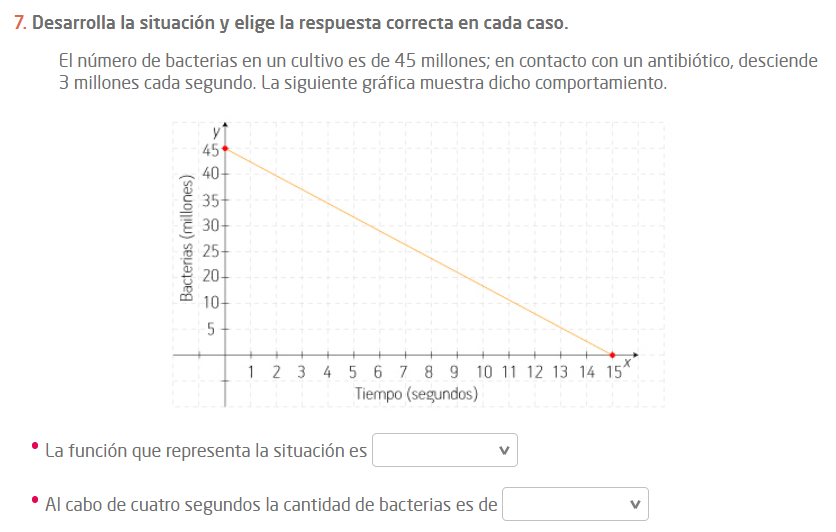 7. Desarrolla la situación y elige la respuesta correcta en cada caso.
El número de bacterias en un cultivo es de 45 millones; en contacto con un antibiótico, desciende
3 millones cada segundo. La siguiente gráfica muestra dicho comportamiento.
y
45
40
35
30
25
20
10
5
Bacterias (millones)
1 2 3 4 5 6 7 8 9 10 11 12 13 14 15 x
Tiempo (segundos)
• La función que representa la situación es
• Al cabo de cuatro segundos la cantidad de bacterias es de